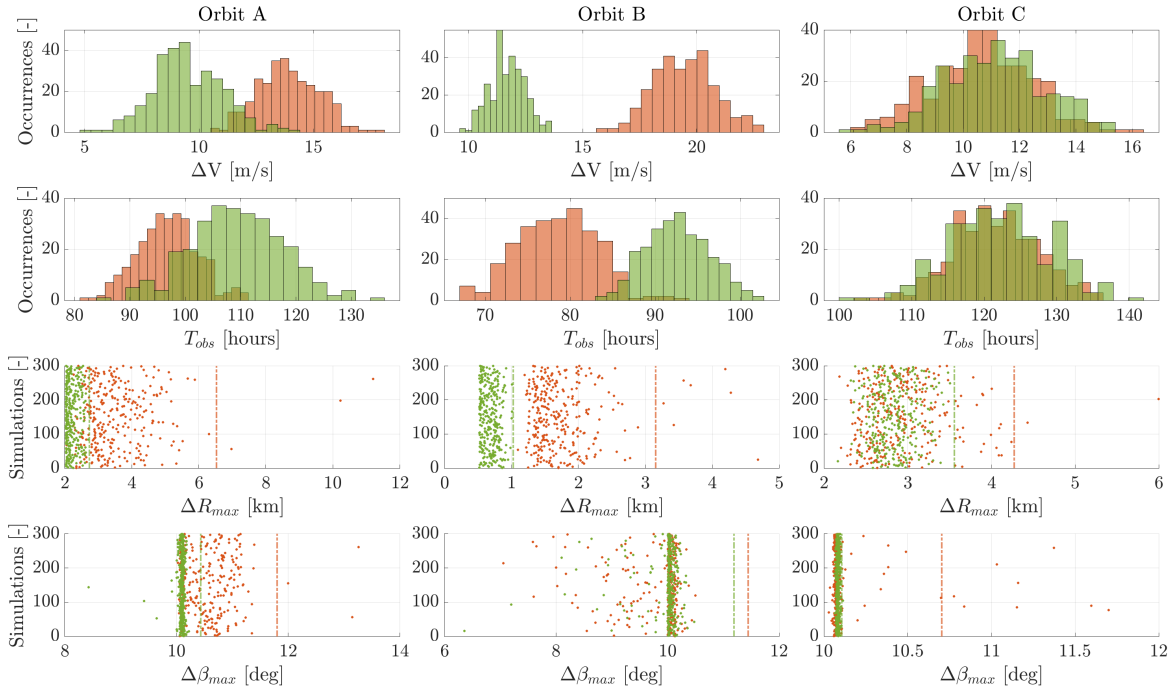 Orbit A Orbit B Orbit C
Occurrences [-]
40 20 0
40 20 0
40 20 0
5 10 15
10 15 20
6 8 10 12 14 16
ΔV [m/s] ΔV [m/s] ΔV [m/s]
Occurrences [-]
40 20 0
40 20 0
40 20 0
80 90 100 110 120 130
70 80 90 100
100 110 120 130 140
T_obs [hours] T_obs [hours] T_obs [hours]
Simulations [-]
300 200 100 0
300 200 100 0
300 200 100 0
2 4 6 8 10 12
0 1 2 3 4 5
2 3 4 5 6
ΔR_max [km] ΔR_max [km] ΔR_max [km]
Simulations [-]
300 200 100 0
300 200 100 0
300 200 100 0
8 10 12 14
6 8 10 12 14
10 10.5 11 11.5 12
Δβ_max [deg] Δβ_max [deg] Δβ_max [deg]